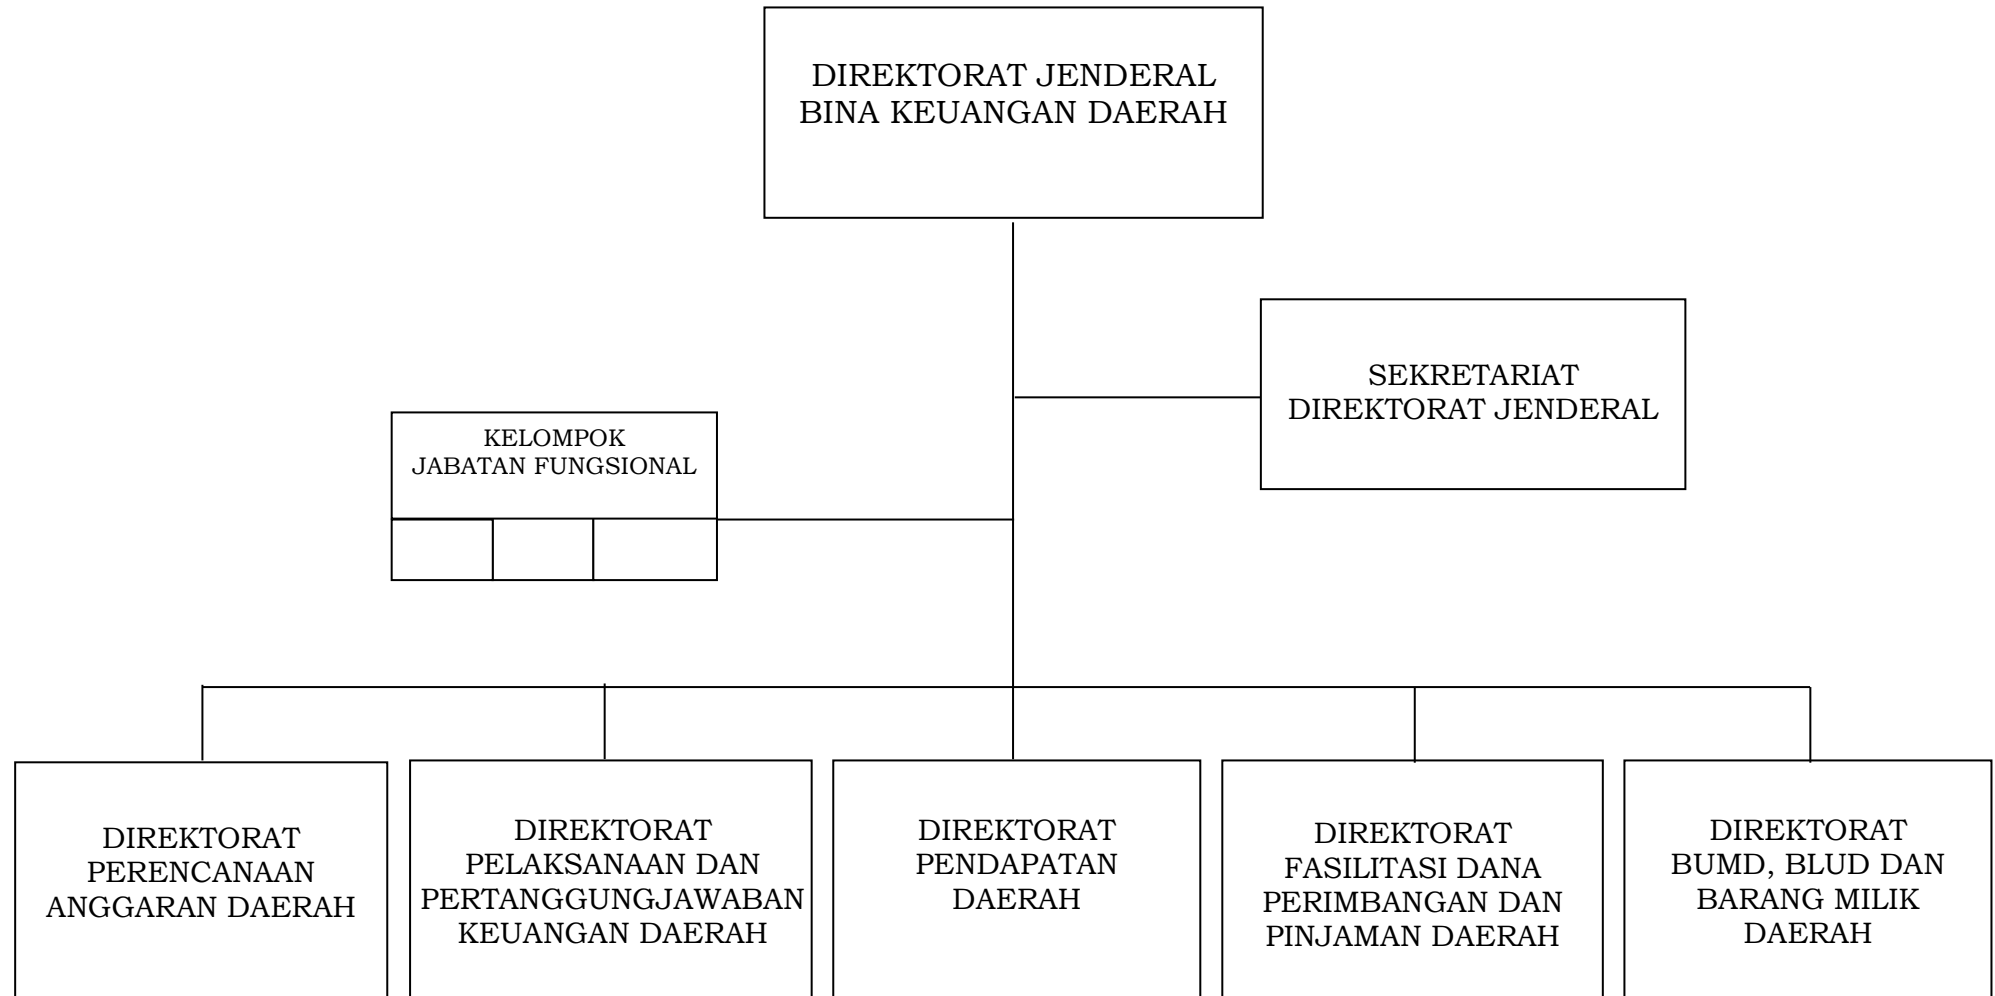 DIREKTORAT JENDERAL
BINA KEUANGAN DAERAH
SEKRETARIAT
DIREKTORAT JENDERAL
KELOMPOK
JABATAN FUNGSIONAL
DIREKTORAT
PERENCANAAN
ANGGARAN DAERAH
DIREKTORAT
PELAKSANAAN DAN
PERTANGGUNGJAWABAN
KEUANGAN DAERAH
DIREKTORAT
PENDAPATAN
DAERAH
DIREKTORAT
FASILITASI DANA
PERIMBANGAN DAN
PINJAMAN DAERAH
DIREKTORAT
BUMD, BLUD DAN
BARANG MILIK
DAERAH